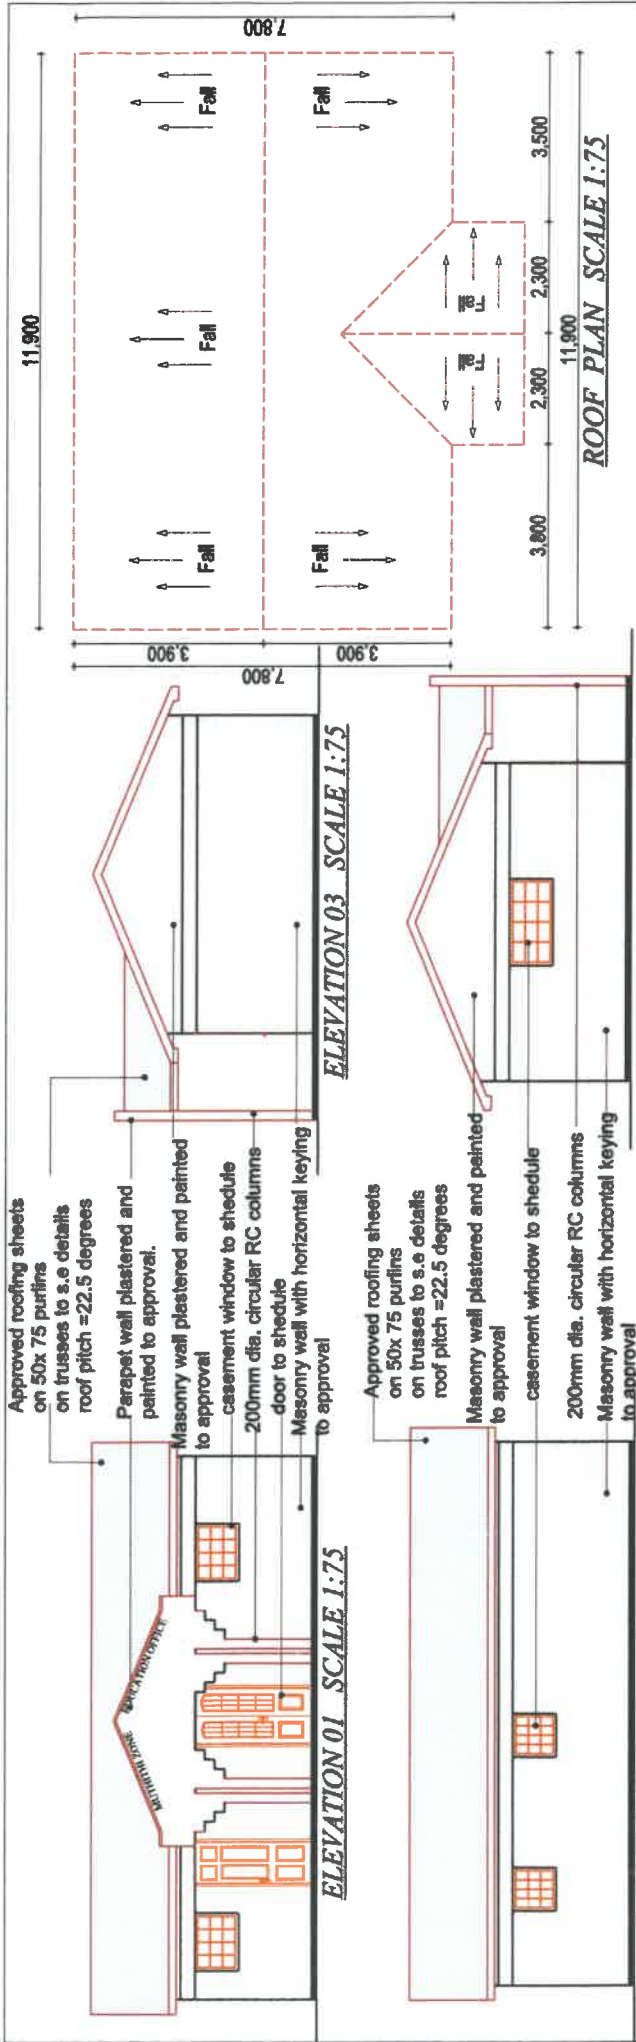 Approved roofing sheets
on 50x 75 purlins
on trusses to s.e details
roof pitch =22.5 degrees
Parapet wall plastered and
painted to approval.
Masonry wall plastered and painted
to approval
casement window to shedule
200mm dia. circular RC columns
door to shedule
Masonry wall with horizontal keying
to approval
MUTHITHI ZONE EDUCATION OFFICE
ELEVATION 01 SCALE 1:75
ELEVATION 03 SCALE 1:75
11,900
7,800
Fall
Fall
Fall
Fall
Fall
Fall
Fall
3,900
3,900
7,800
3,800
2,300
2,300
3,500
11,900
ROOF PLAN SCALE 1:75
Approved roofing sheets
on 50x 75 purlins
on trusses to s.e details
roof pitch =22.5 degrees
Masonry wall plastered and painted
to approval
casement window to shedule
200mm dia. circular RC columns
Masonry wall with horizontal keying
to approval